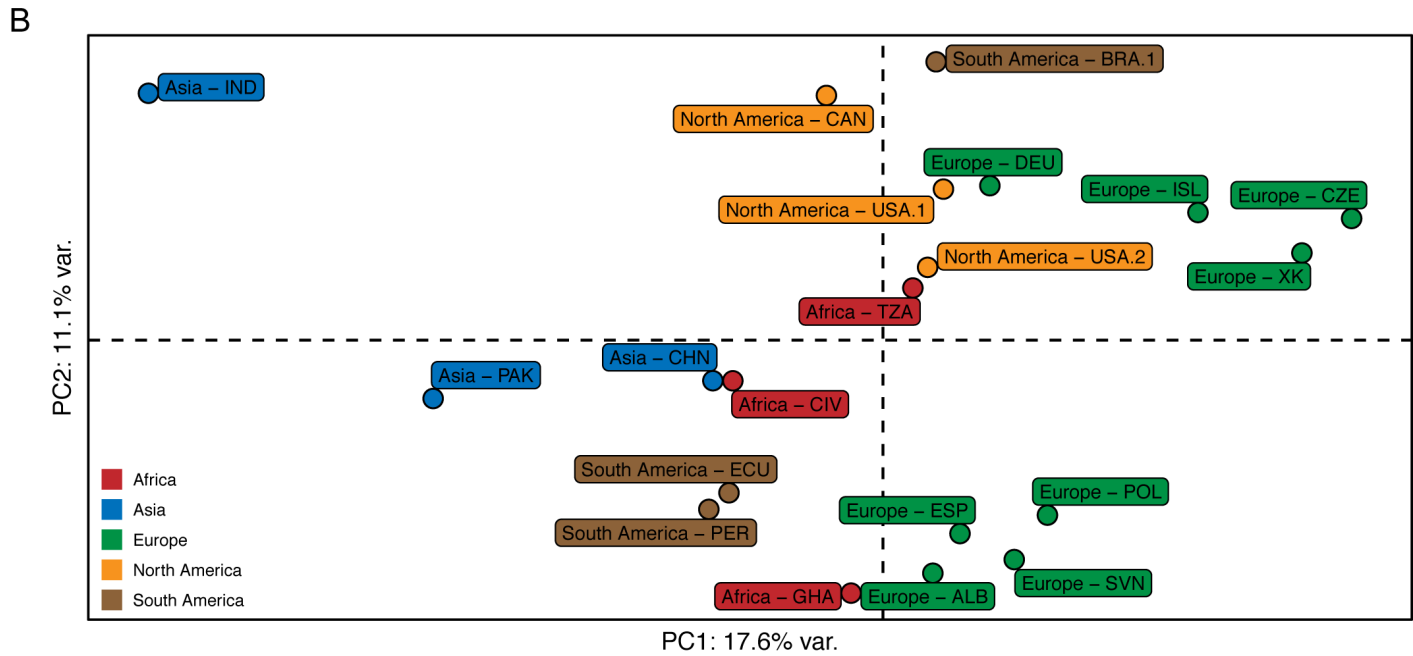 B
South America – BRA.1
Asia – IND
North America – CAN
Europe – DEU
Europe – ISL
Europe – CZE
North America – USA.1
North America – USA.2
Europe – XK
Africa – TZA
Asia – CHN
Asia – PAK
Africa – CIV
South America – ECU
Europe – POL
Europe – ESP
South America – PER
Europe – SVN
Africa – GHA
Europe – ALB
Africa
Asia
Europe
North America
South America
PC2: 11.1% var.
PC1: 17.6% var.